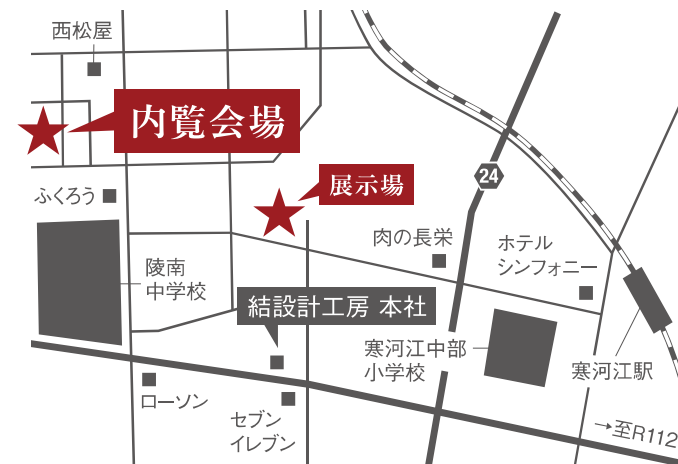 西松屋
内覧会場
展示場
24
ふくろう
肉の長栄
ホテル
シンフォニー
陵南
中学校
結設計工房 本社
寒河江中部
小学校
寒河江駅
ローソン
セブン
イレブン
→至R112